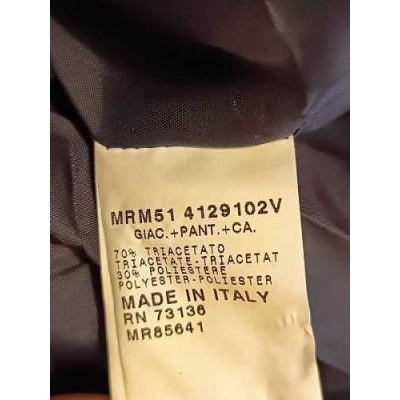 MRM51 4129102V
GIAC.+PANT.+CA.
70% TRIACETATO
TRIACETATE-TRIACETAT
30% POLIESTERE
POLYESTER-POLIESTER
MADE IN ITALY
RN 73136
MR85641